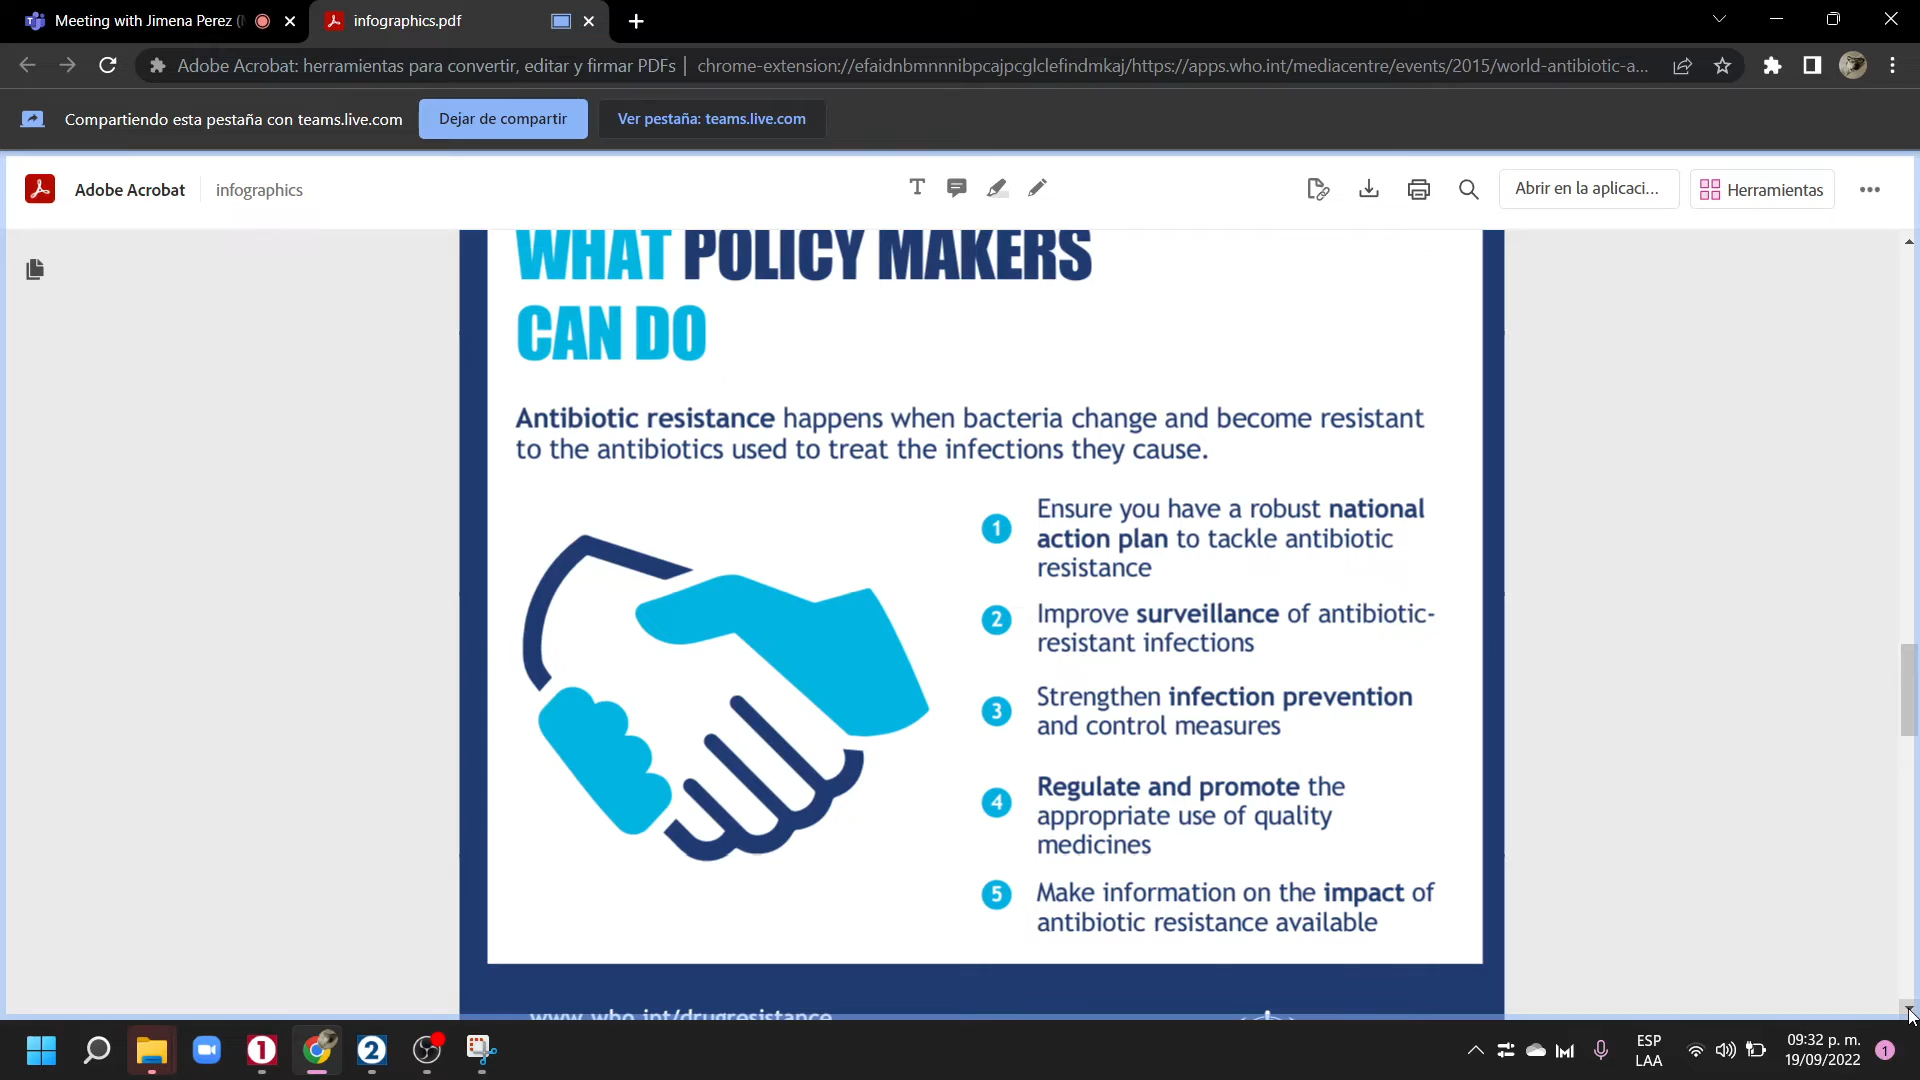 Meeting with Jimena Perez (
infographics.pdf
Adobe Acrobat: herramientas para convertir, editar y firmar PDFs | chrome-extension://efaidnbmnnnibpcajpcglclefindmkaj/https://apps.who.int/mediacentre/events/2015/world-antibiotic-a...
Compartiendo esta pestaña con teams.live.com
Dejar de compartir
Ver pestaña: teams.live.com
Adobe Acrobat
infographics
Abrir en la aplicaci...
Herramientas
WHAT POLICY MAKERS
CAN DO
Antibiotic resistance happens when bacteria change and become resistant
to the antibiotics used to treat the infections they cause.
1
Ensure you have a robust national
action plan to tackle antibiotic
resistance
2
Improve surveillance of antibiotic-
resistant infections
3
Strengthen infection prevention
and control measures
4
Regulate and promote the
appropriate use of quality
medicines
5
Make information on the impact of
antibiotic resistance available
www.who.int/drugresistance
1
2
ESP
LAA
09:32 p. m.
19/09/2022
1